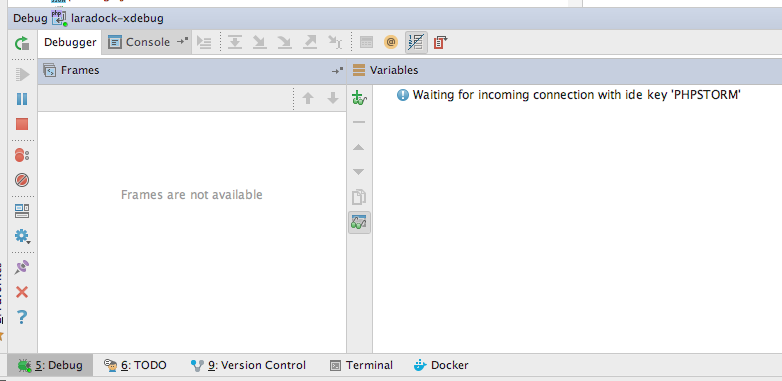 Debug laradock-xdebug
Debugger Console
Frames
Variables
Waiting for incoming connection with ide key 'PHPSTORM'
Frames are not available
5: Debug 6: TODO 9: Version Control Terminal Docker